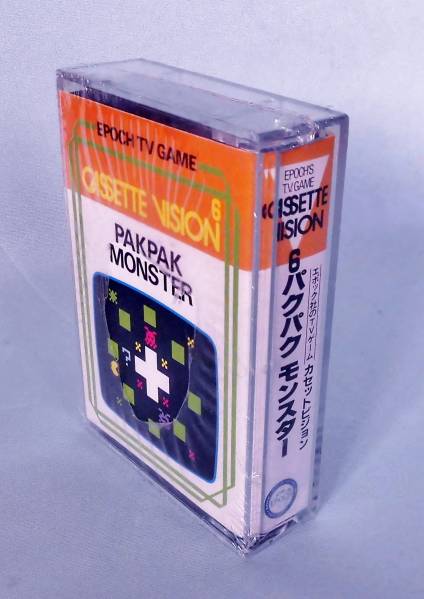 EPOCH TV GAME
CASSETTE VISION
6
PAKPAK
MONSTER
EPOCH'S
TV GAME
CASSETTE
VISION
6 パクパク モンスター
エポック社のTVゲーム カセットビジョン